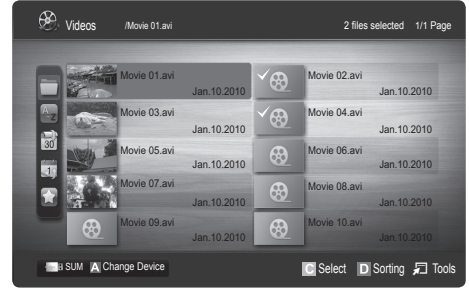 Videos /Movie 01.avi 2 files selected 1/1 Page
Movie 01.avi Movie 02.avi
Jan.10.2010 Jan.10.2010
Movie 03.avi Movie 04.avi
Jan.10.2010 Jan.10.2010
Movie 05.avi Movie 06.avi
Jan.10.2010 Jan.10.2010
Movie 07.avi Movie 08.avi
Jan.10.2010 Jan.10.2010
Movie 09.avi Movie 10.avi
Jan.10.2010 Jan.10.2010
A
30
1
SUM A Change Device C Select D Sorting Tools